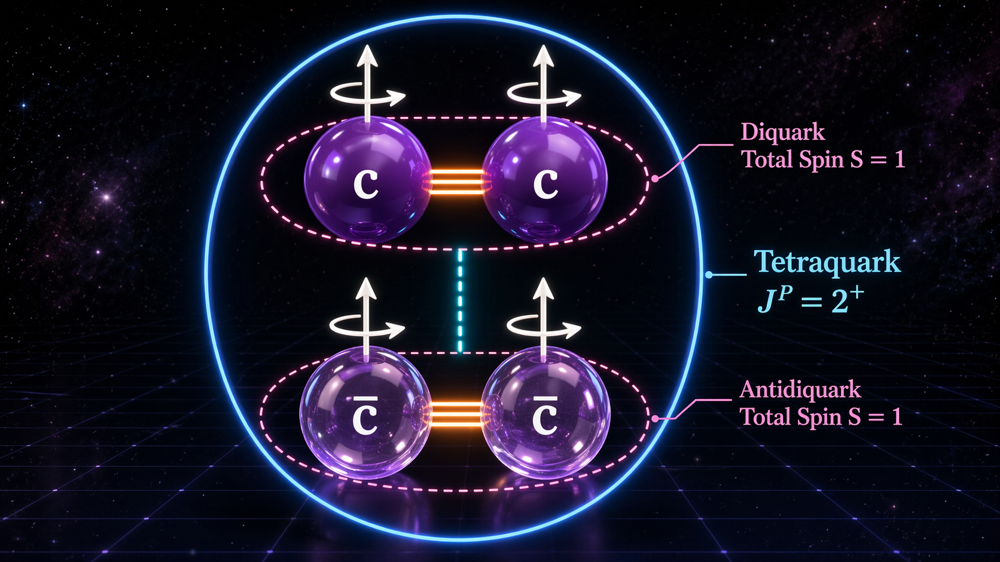 c c
Diquark
Total Spin S = 1
Tetraquark
J^P = 2^+
c̄ c̄
Antidiquark
Total Spin S = 1